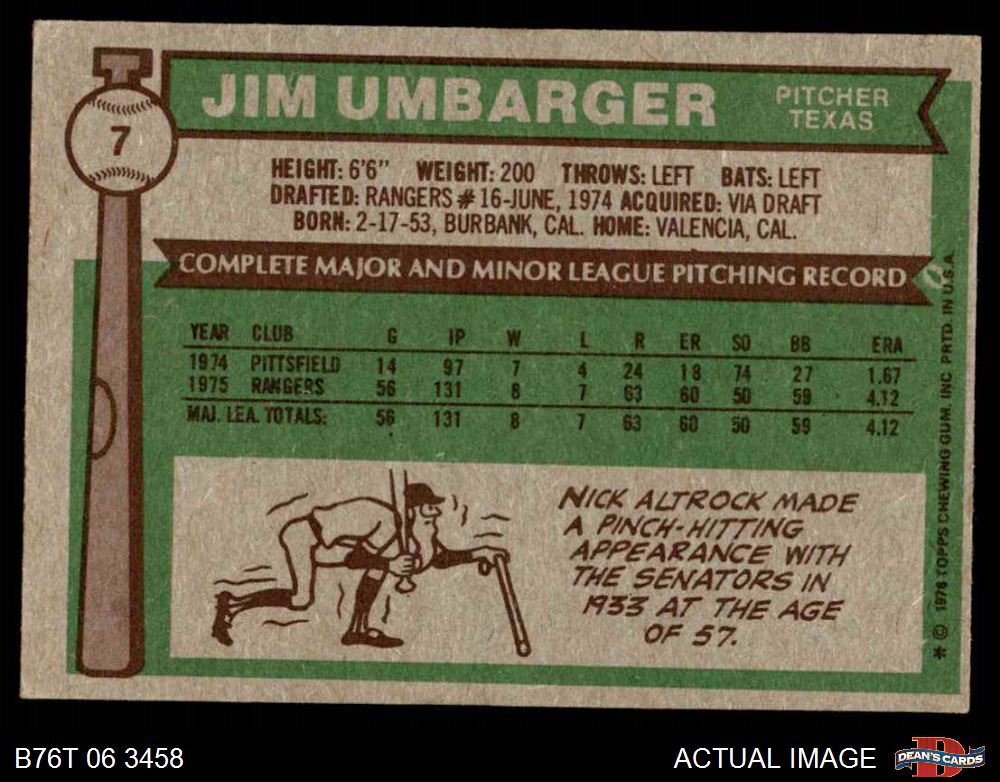 7
JIM UMBARGER
PITCHER
TEXAS
HEIGHT: 6'6" WEIGHT: 200 THROWS: LEFT BATS: LEFT
DRAFTED: RANGERS #16-JUNE, 1974 ACQUIRED: VIA DRAFT
BORN: 2-17-53, BURBANK, CAL. HOME: VALENCIA, CAL.
COMPLETE MAJOR AND MINOR LEAGUE PITCHING RECORD
YEAR CLUB G IP W L R ER SO BB ERA
1974 PITTSFIELD 14 97 7 4 24 18 74 27 1.67
1975 RANGERS 56 131 8 7 63 60 50 59 4.12
MAJ. LEA. TOTALS: 56 131 8 7 63 60 50 59 4.12
NICK ALTROCK MADE
A PINCH-HITTING
APPEARANCE WITH
THE SENATORS IN
1933 AT THE AGE
OF 57.
* © 1976 TOPPS CHEWING GUM, INC PRTD. IN U.S.A.
B76T 06 3458
ACTUAL IMAGE
D
DEAN'S CARDS